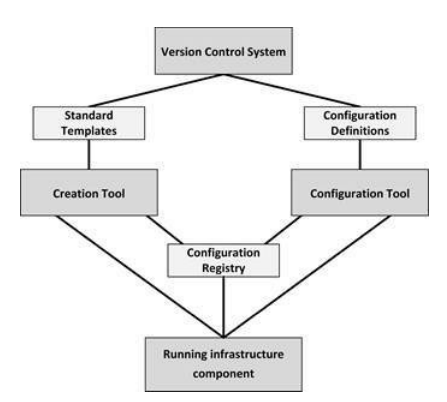 Version Control System
Standard
Templates
Configuration
Definitions
Creation Tool
Configuration Tool
Configuration
Registry
Running infrastructure
component